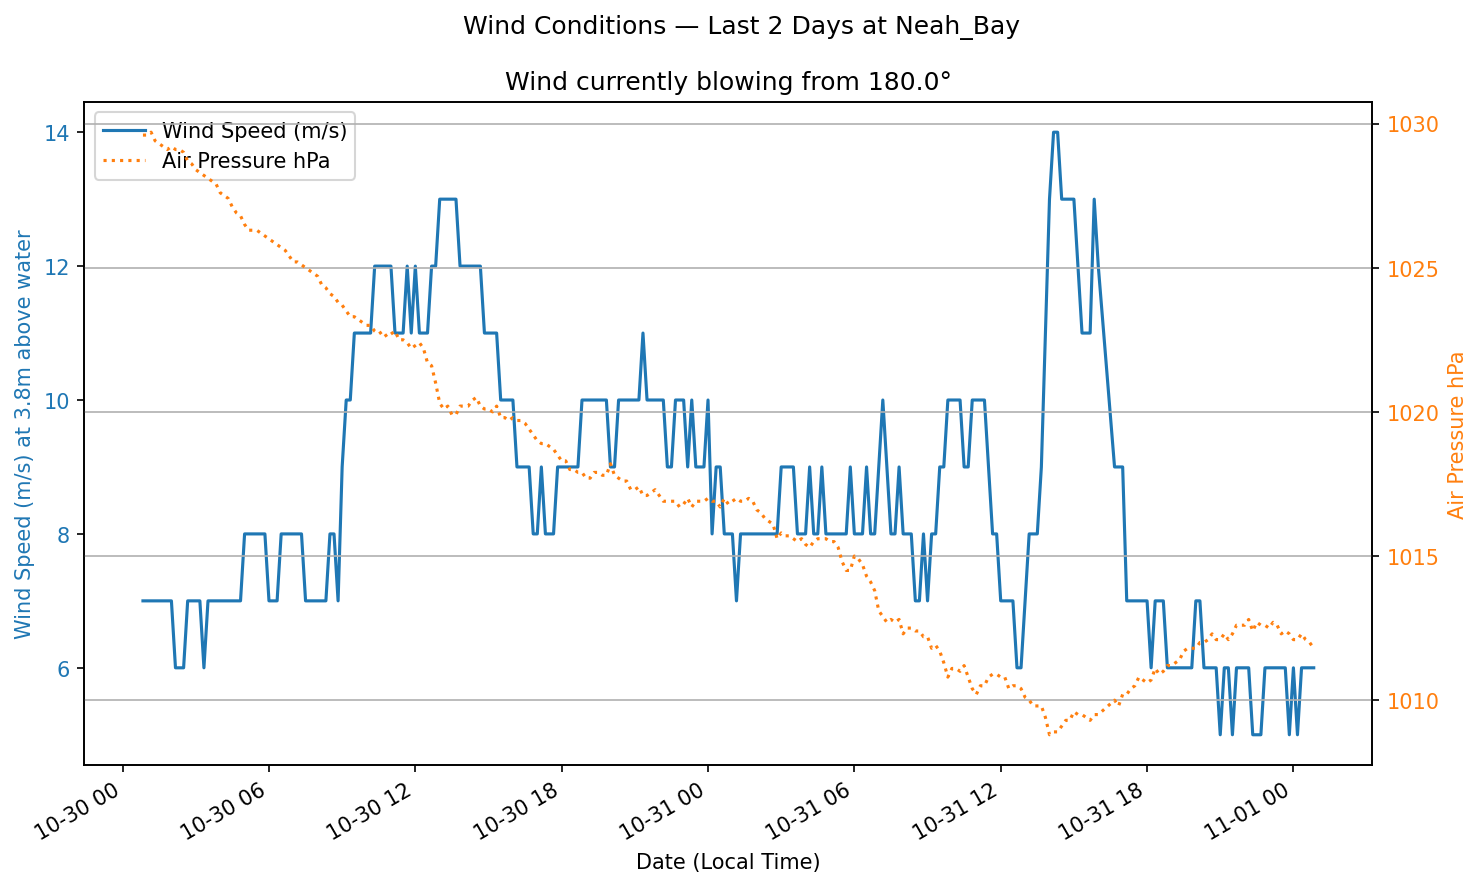 Wind Conditions — Last 2 Days at Neah_Bay
Wind currently blowing from 180.0°
Wind Speed (m/s)
Air Pressure hPa
Wind Speed (m/s) at 3.8m above water
14
12
10
8
6
1030
1025
1020
1015
1010
Air Pressure hPa
10-30 00
10-30 06
10-30 12
10-30 18
10-31 00
10-31 06
10-31 12
10-31 18
11-01 00
Date (Local Time)